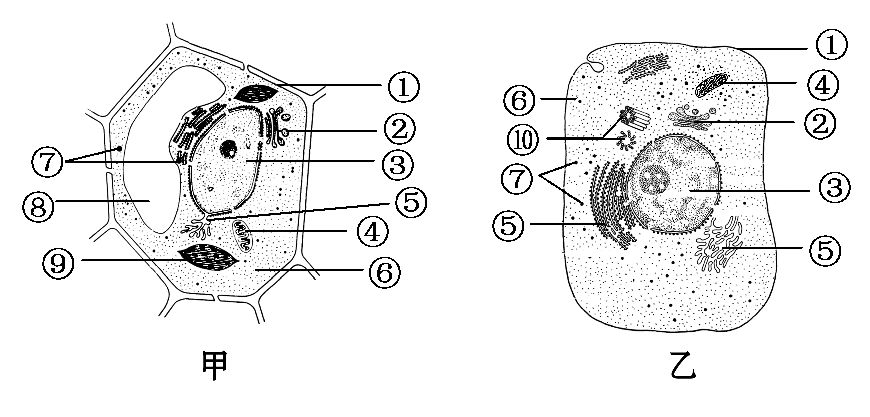 ① ② ③ ④ ⑤ ⑥ ⑦ ⑧ ⑨
甲
① ② ③ ④ ⑤ ⑤ ⑥ ⑦ ⑩
乙